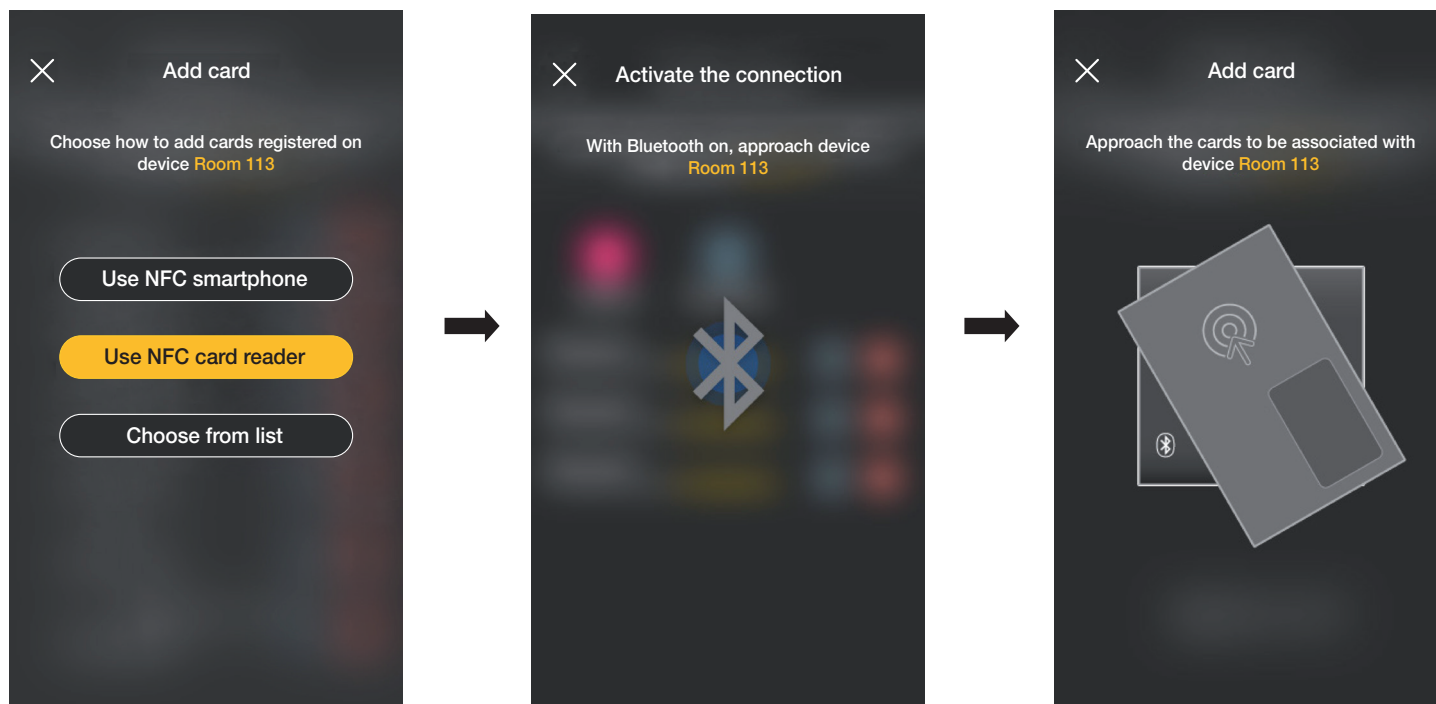 Add card
Choose how to add cards registered on
device Room 113
Use NFC smartphone
Use NFC card reader
Choose from list
Activate the connection
With Bluetooth on, approach device
Room 113
Add card
Approach the cards to be associated with
device Room 113